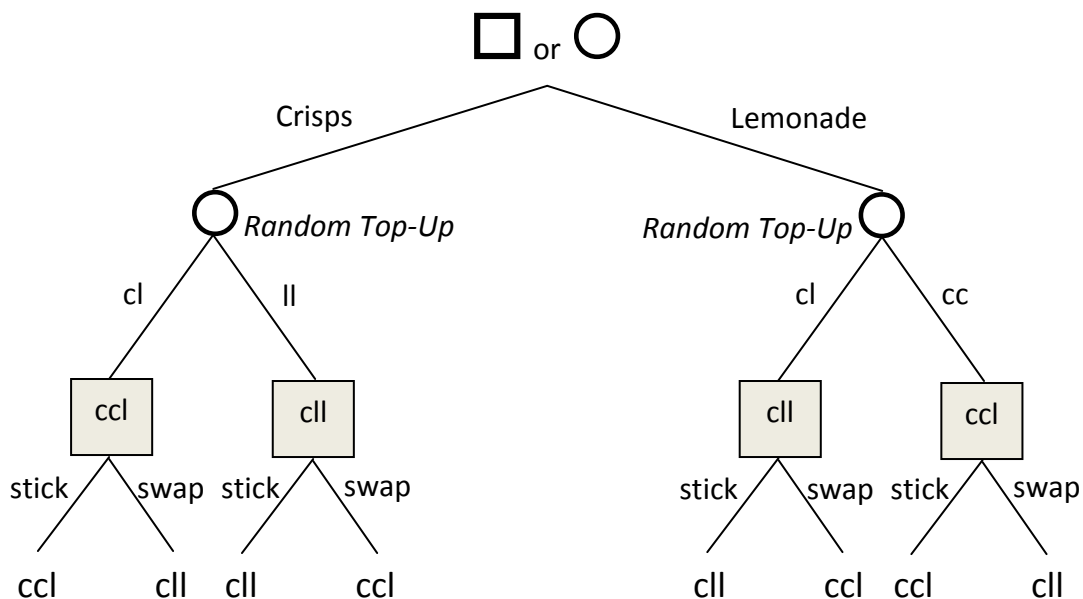 or
Crisps Lemonade
Random Top-Up Random Top-Up
cl ll cl cc
ccl cll cll ccl
stick swap stick swap stick swap stick swap
ccl cll cll ccl cll ccl ccl cll